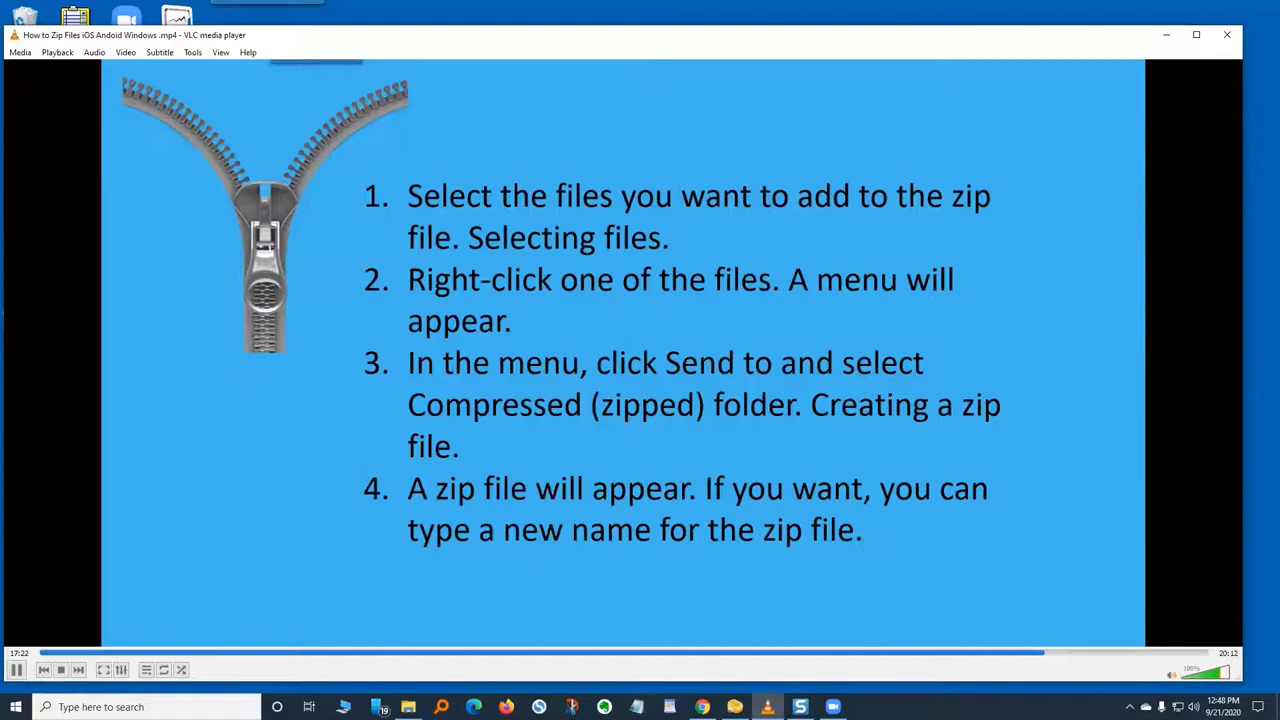 How to Zip Files iOS Andoid Windows .mp4 - VLC media player
Media Playback Audio Video Subtitle Tools View Help
1. Select the files you want to add to the zip
file. Selecting files.
2. Right-click one of the files. A menu will
appear.
3. In the menu, click Send to and select
Compressed (zipped) folder. Creating a zip
file.
4. A zip file will appear. If you want, you can
type a new name for the zip file.
17:22
20:12
100%
Type here to search
19
12:48 PM
9/21/2020